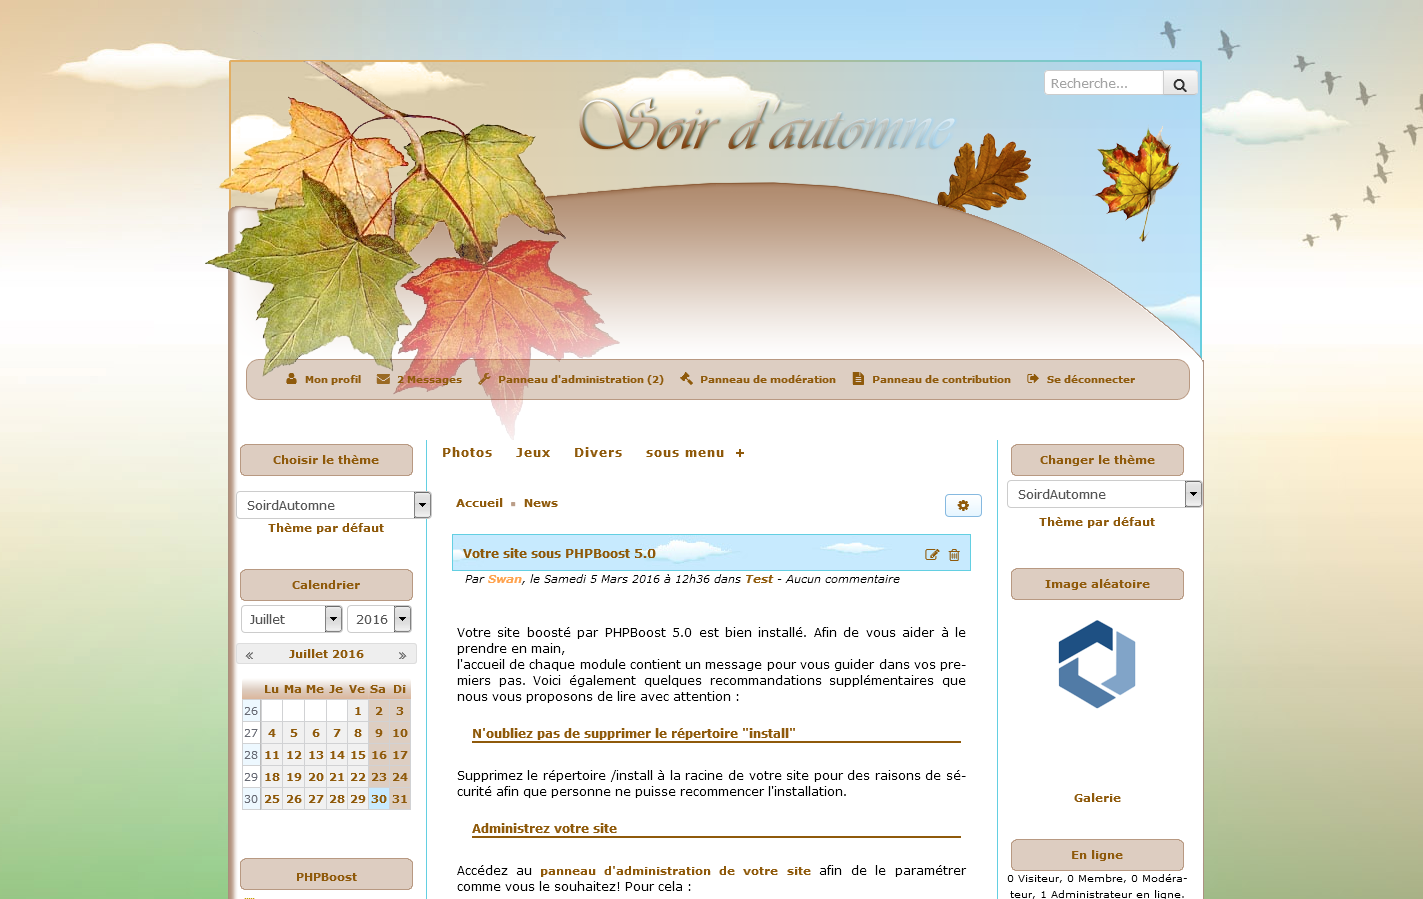 Recherche...
Soir d'automne
Mon profil 2 Messages Panneau d'administration (2) Panneau de modération Panneau de contribution Se déconnecter
Choisir le thème
SoirdAutomne
Thème par défaut
Calendrier
Juillet 2016
« Juillet 2016 »
Lu Ma Me Je Ve Sa Di
26 1 2 3
27 4 5 6 7 8 9 10
28 11 12 13 14 15 16 17
29 18 19 20 21 22 23 24
30 25 26 27 28 29 30 31
PHPBoost
Photos Jeux Divers sous menu +
Accueil News
Votre site sous PHPBoost 5.0
Par Swan, le Samedi 5 Mars 2016 à 12h36 dans Test - Aucun commentaire
Votre site boosté par PHPBoost 5.0 est bien installé. Afin de vous aider à le
prendre en main,
l'accueil de chaque module contient un message pour vous guider dans vos pre-
miers pas. Voici également quelques recommandations supplémentaires que
nous vous proposons de lire avec attention :
N'oubliez pas de supprimer le répertoire "install"
Supprimez le répertoire /install à la racine de votre site pour des raisons de sé-
curité afin que personne ne puisse recommencer l'installation.
Administrez votre site
Accédez au panneau d'administration de votre site afin de le paramétrer
comme vous le souhaitez! Pour cela :
Changer le thème
SoirdAutomne
Thème par défaut
Image aléatoire
Galerie
En ligne
0 Visiteur, 0 Membre, 0 Modéra-
teur, 1 Administrateur en ligne.